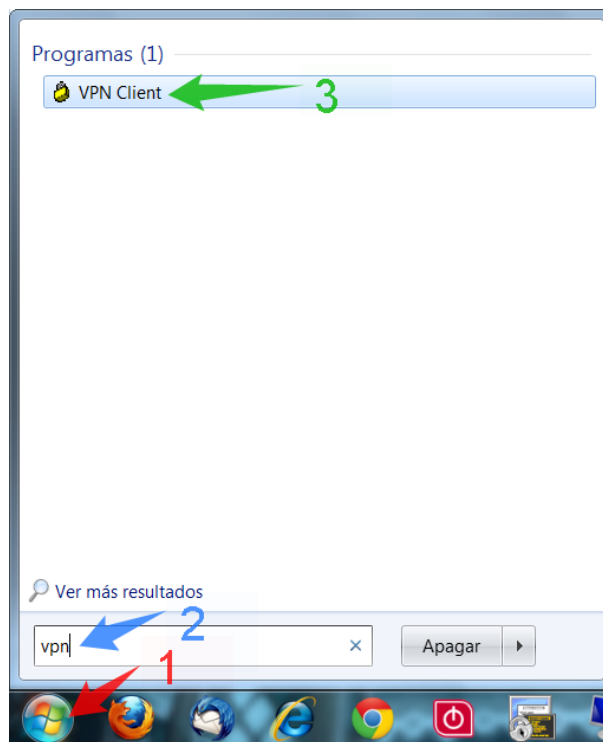 Programas (1)
VPN Client
3
Ver más resultados
2
vpn
Apagar
1